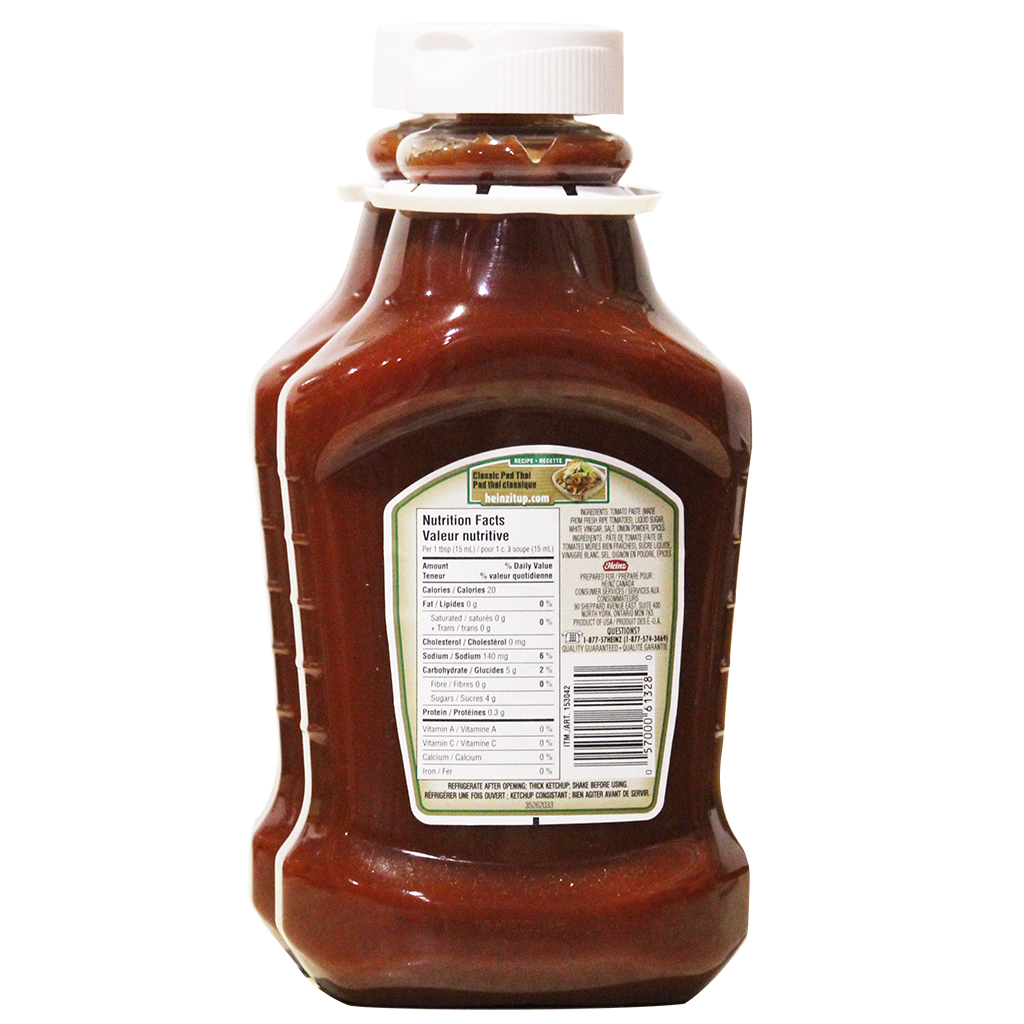 RECIPE • RECETTE
Classic Pad Thai
Pad thaï classique
heinzitup.com
Nutrition Facts
Valeur nutritive
Per 1 tbsp (15 mL) / pour 1 c. à soupe (15 mL)
Amount % Daily Value
Teneur % valeur quotidienne
Calories / Calories 20
Fat / Lipides 0 g 0 %
Saturated / saturés 0 g
+ Trans / trans 0 g 0 %
Cholesterol / Cholestérol 0 mg
Sodium / Sodium 140 mg 6 %
Carbohydrate / Glucides 5 g 2 %
Fibre / Fibres 0 g 0 %
Sugars / Sucres 4 g
Protein / Protéines 0.3 g
Vitamin A / Vitamine A 0 %
Vitamin C / Vitamine C 0 %
Calcium / Calcium 0 %
Iron / Fer 0 %
INGREDIENTS: TOMATO PASTE (MADE
FROM FRESH RIPE TOMATOES), LIQUID SUGAR,
WHITE VINEGAR, SALT, ONION POWDER, SPICES.
INGRÉDIENTS : PÂTE DE TOMATE (FAITE DE
TOMATES MÛRES BIEN FRAÎCHES), SUCRE LIQUIDE,
VINAIGRE BLANC, SEL, OIGNON EN POUDRE, ÉPICES.
Heinz
PREPARED FOR / PRÉPARÉ POUR :
HEINZ CANADA
CONSUMER SERVICES / SERVICES AUX
CONSOMMATEURS
90 SHEPPARD AVENUE EAST, SUITE 400
NORTH YORK, ONTARIO M2N 7K5
PRODUCT OF USA / PRODUIT DES É.-U.A.
QUESTIONS?
1-877-57HEINZ (1-877-574-3469)
QUALITY GUARANTEED • QUALITÉ GARANTIE
ITM./ART. 153042
0 57000 61328 0
REFRIGERATE AFTER OPENING; THICK KETCHUP; SHAKE BEFORE USING.
RÉFRIGÉRER UNE FOIS OUVERT ; KETCHUP CONSISTANT ; BIEN AGITER AVANT DE SERVIR.
35262033